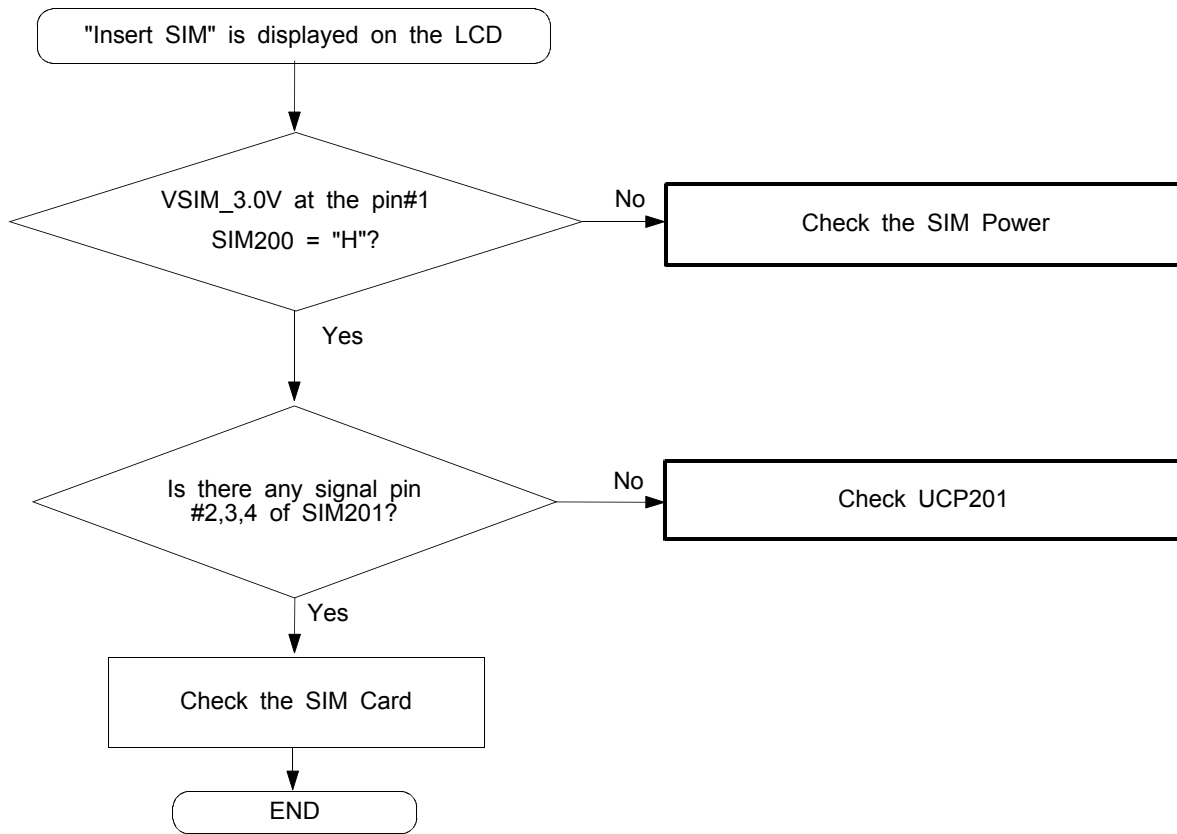 "Insert SIM" is displayed on the LCD
VSIM_3.0V at the pin#1
SIM200 = "H"?
No
Check the SIM Power
Yes
Is there any signal pin
#2,3,4 of SIM201?
No
Check UCP201
Yes
Check the SIM Card
END